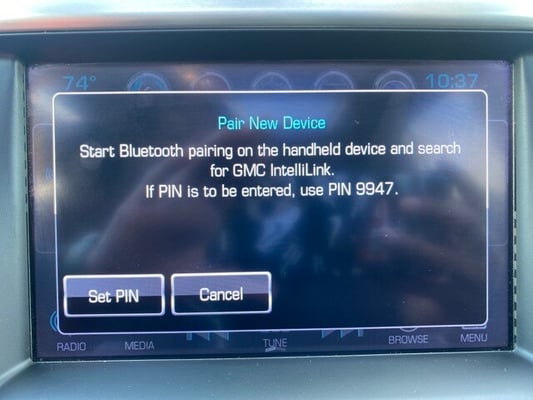 74° 10:37
Pair New Device
Start Bluetooth pairing on the handheld device and search
for GMC IntelliLink.
If PIN is to be entered, use PIN 9947.
Set PIN Cancel
RADIO MEDIA TUNE BROWSE MENU